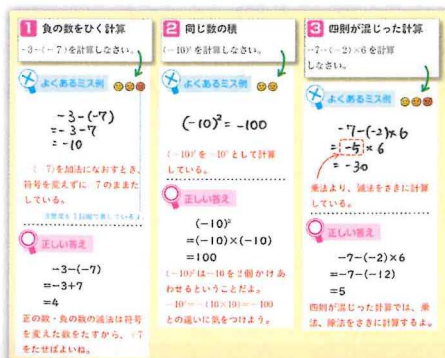 1 負の数をひく計算
-3-(-7)を計算しなさい。
よくあるミス例
-3-(-7)
=-3-7
=-10
(-7)を加法になおすとき、
符号を変えずに-7のままた
している。
正しい答え
-3-(-7)
=-3+7
=4
正の数・負の数の減法は符号
を変えた数をたすから、+7
をたせばよいね。
2 同じ数の積
(-10)²を計算しなさい。
よくあるミス例
(-10)²=-100
(-10)²を-10²として計算
している。
正しい答え
(-10)²
=(-10)×(-10)
=100
(-10)²は-10を2個かけあ
わせるということだよ。
-10²=-(10×10)=-100
との違いに気をつけよう。
3 四則が混じった計算
-7-(-2)×6を計算
しなさい。
よくあるミス例
-7-(-2)×6
=-5×6
=-30
乗法より、減法をさきに計算
している。
正しい答え
-7-(-2)×6
=-7-(-12)
=5
四則が混じった計算では、乗
法、除法をさきに計算するよ。